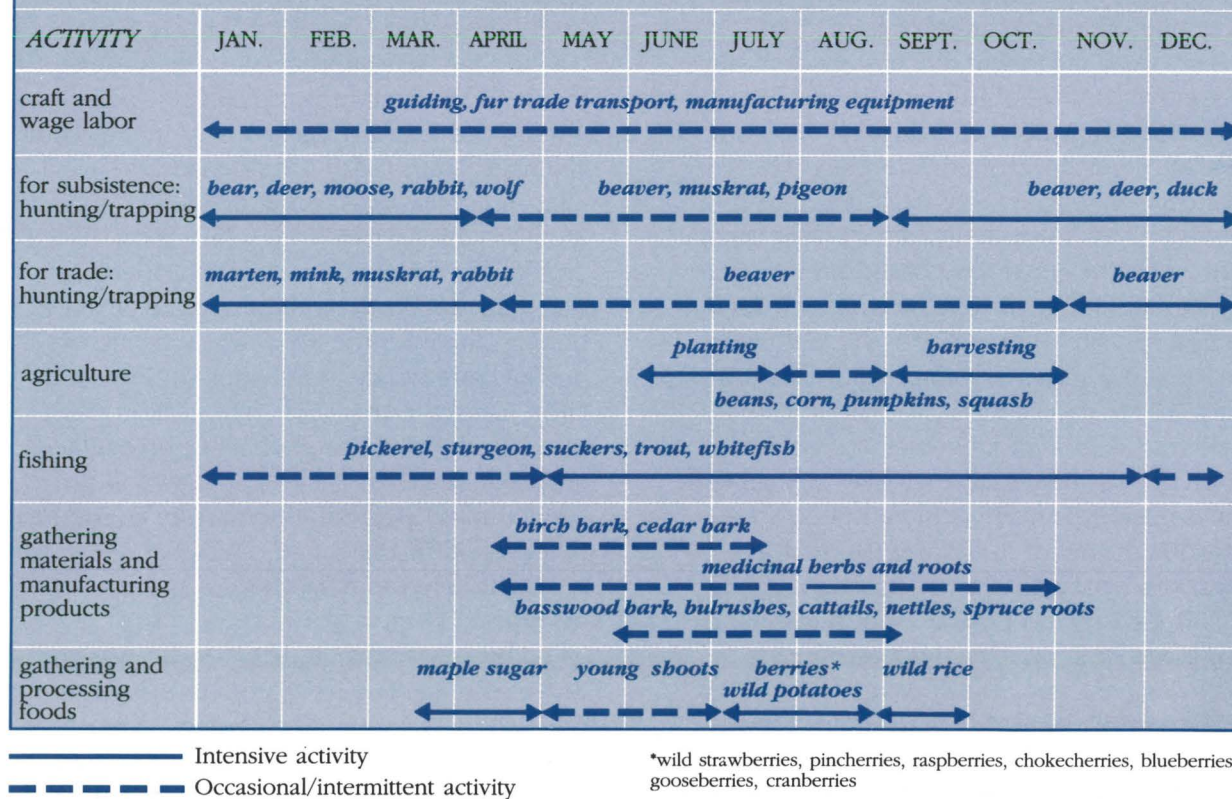 ACTIVITY JAN. FEB. MAR. APRIL MAY JUNE JULY AUG. SEPT. OCT. NOV. DEC.
craft and
wage labor
guiding, fur trade transport, manufacturing equipment
for subsistence:
hunting/trapping
bear, deer, moose, rabbit, wolf
beaver, muskrat, pigeon
beaver, deer, duck
for trade:
hunting/trapping
marten, mink, muskrat, rabbit
beaver
beaver
agriculture
planting
harvesting
beans, corn, pumpkins, squash
fishing
pickerel, sturgeon, suckers, trout, whitefish
gathering
materials and
manufacturing
products
birch bark, cedar bark
medicinal herbs and roots
basswood bark, bulrushes, cattails, nettles, spruce roots
gathering and
processing
foods
maple sugar
young shoots
berries*
wild potatoes
wild rice
Intensive activity
Occasional/intermittent activity
*wild strawberries, pincherries, raspberries, chokecherries, blueberries
gooseberries, cranberries